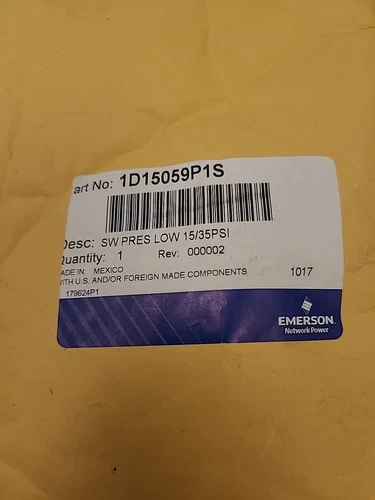 art No: 1D15059P1S
Desc: SW PRES LOW 15/35PSI
Quantity: 1 Rev: 000002
ADE IN: MEXICO
ITH U.S. AND/OR FOREIGN MADE COMPONENTS 1017
179624P1
EMERSON
Network Power